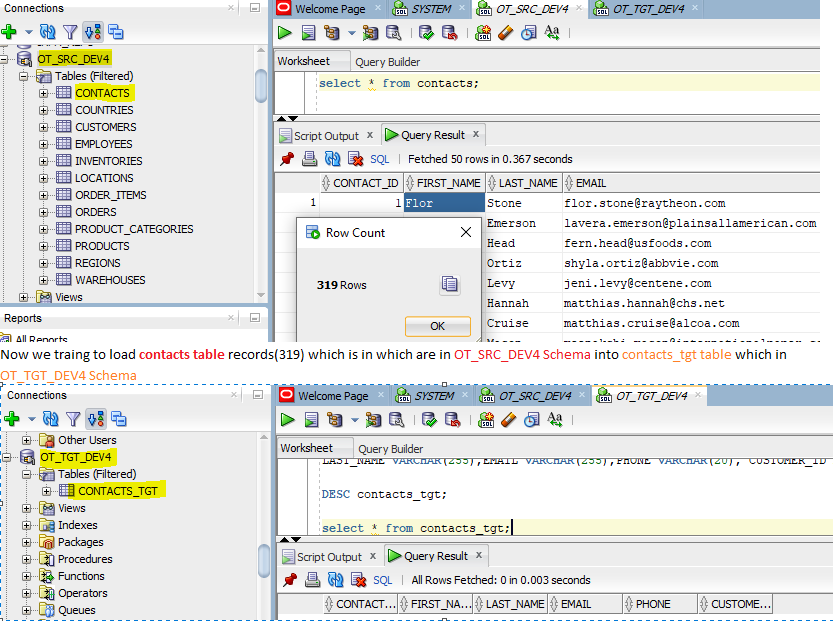 Connections
Welcome Page
SYSTEM
OT_SRC_DEV4
OT_TGT_DEV4
OT_SRC_DEV4
Tables (Filtered)
CONTACTS
COUNTRIES
CUSTOMERS
EMPLOYEES
INVENTORIES
LOCATIONS
ORDER_ITEMS
ORDERS
PRODUCT_CATEGORIES
PRODUCTS
REGIONS
WAREHOUSES
Views
Reports
All Reports
Worksheet Query Builder
select * from contacts;
Script Output x Query Result x
SQL | Fetched 50 rows in 0.367 seconds
CONTACT_ID FIRST_NAME LAST_NAME EMAIL
1 1 Flor Stone flor.stone@raytheon.com
Emerson lavera.emerson@plainsallamerican.com
Head fern.head@usfoods.com
Ortiz shyla.ortiz@abbvie.com
Levy jeni.levy@centene.com
Hannah matthias.hannah@chs.net
Cruise matthias.cruise@alcoa.com
Row Count
319 Rows
OK
Now we traing to load contacts table records(319) which is in which are in OT_SRC_DEV4 Schema into contacts_tgt table which in
OT_TGT_DEV4 Schema
Connections
Welcome Page
SYSTEM
OT_SRC_DEV4
OT_TGT_DEV4
Other Users
OT_TGT_DEV4
Tables (Filtered)
CONTACTS_TGT
Views
Indexes
Packages
Procedures
Functions
Operators
Queues
Worksheet Query Builder
LAST_NAME VARCHAR(255),EMAIL VARCHAR(255),PHONE VARCHAR(20), CUSTOMER_ID
DESC contacts_tgt;
select * from contacts_tgt;
Script Output x Query Result x
SQL | All Rows Fetched: 0 in 0.003 seconds
CONTACT... FIRST_NA... LAST_NAME EMAIL PHONE CUSTOME...